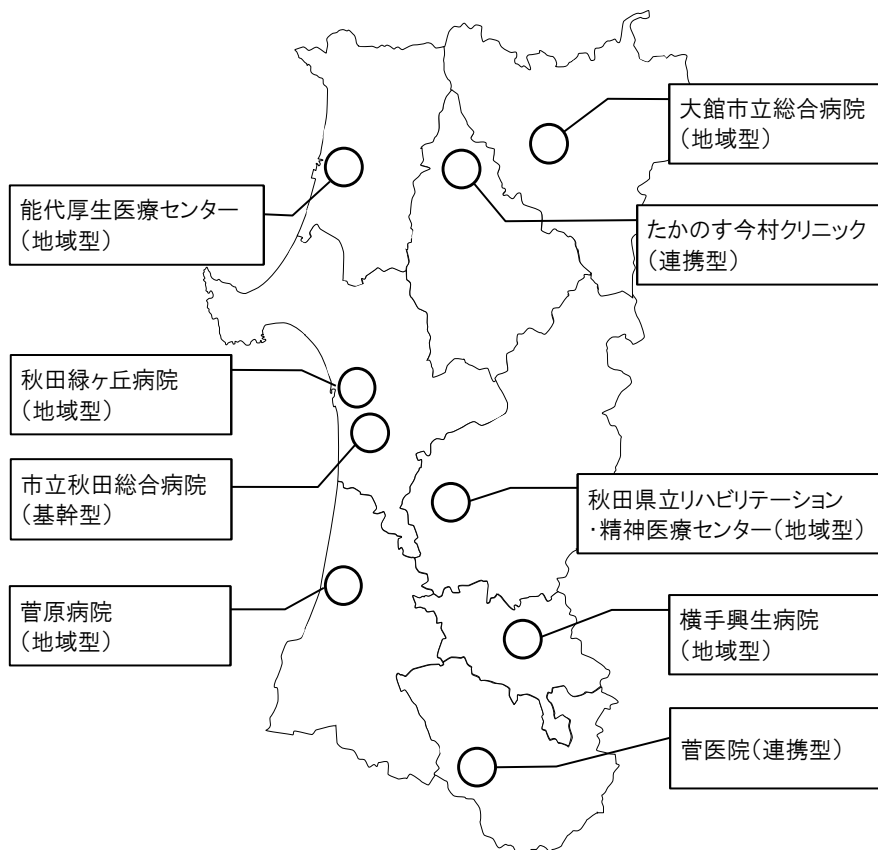 大館市立総合病院
（地域型）
能代厚生医療センター
（地域型）
たかのす今村クリニック
（連携型）
秋田緑ヶ丘病院
（地域型）
市立秋田総合病院
（基幹型）
秋田県立リハビリテーション
・精神医療センター（地域型）
菅原病院
（地域型）
横手興生病院
（地域型）
菅医院（連携型）